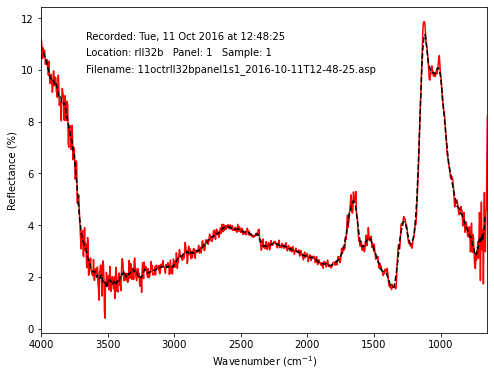 Recorded: Tue, 11 Oct 2016 at 12:48:25
Location: rll32b   Panel: 1   Sample: 1
Filename: 11octrll32bpanel1s1_2016-10-11T12-48-25.asp
12
10
8
6
4
2
0
Reflectance (%)
4000 3500 3000 2500 2000 1500 1000
Wavenumber (cm⁻¹)